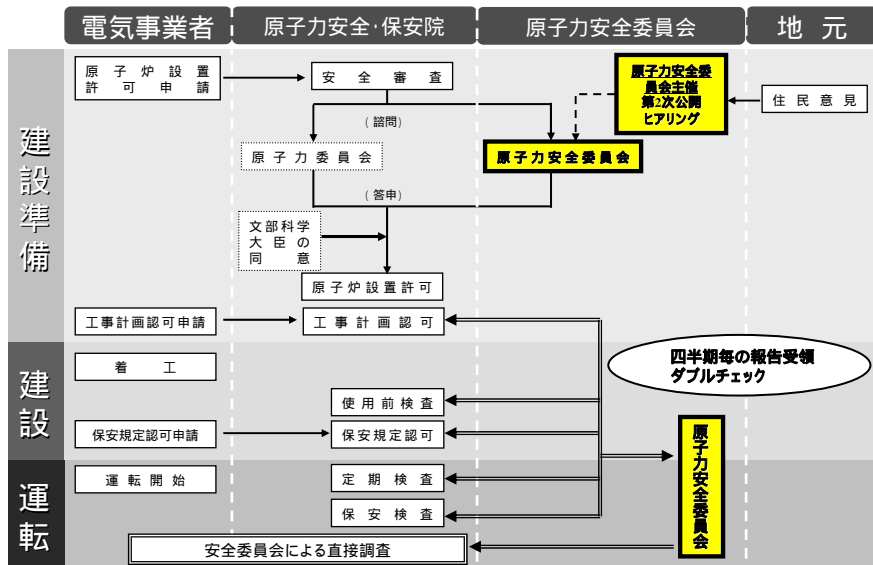 電気事業者
原子力安全・保安院
原子力安全委員会
地元
建設準備
原子炉設置
許可申請
安全審査
原子力安全委
員会主催
第2次公開
ヒアリング
住民意見
(諮問)
原子力委員会
原子力安全委員会
(答申)
文部科学
大臣の
同意
原子炉設置許可
工事計画認可申請
工事計画認可
四半期毎の報告受領
ダブルチェック
建設
着工
使用前検査
保安規定認可申請
保安規定認可
原子力安全委員会
運転
運転開始
定期検査
保安検査
安全委員会による直接調査